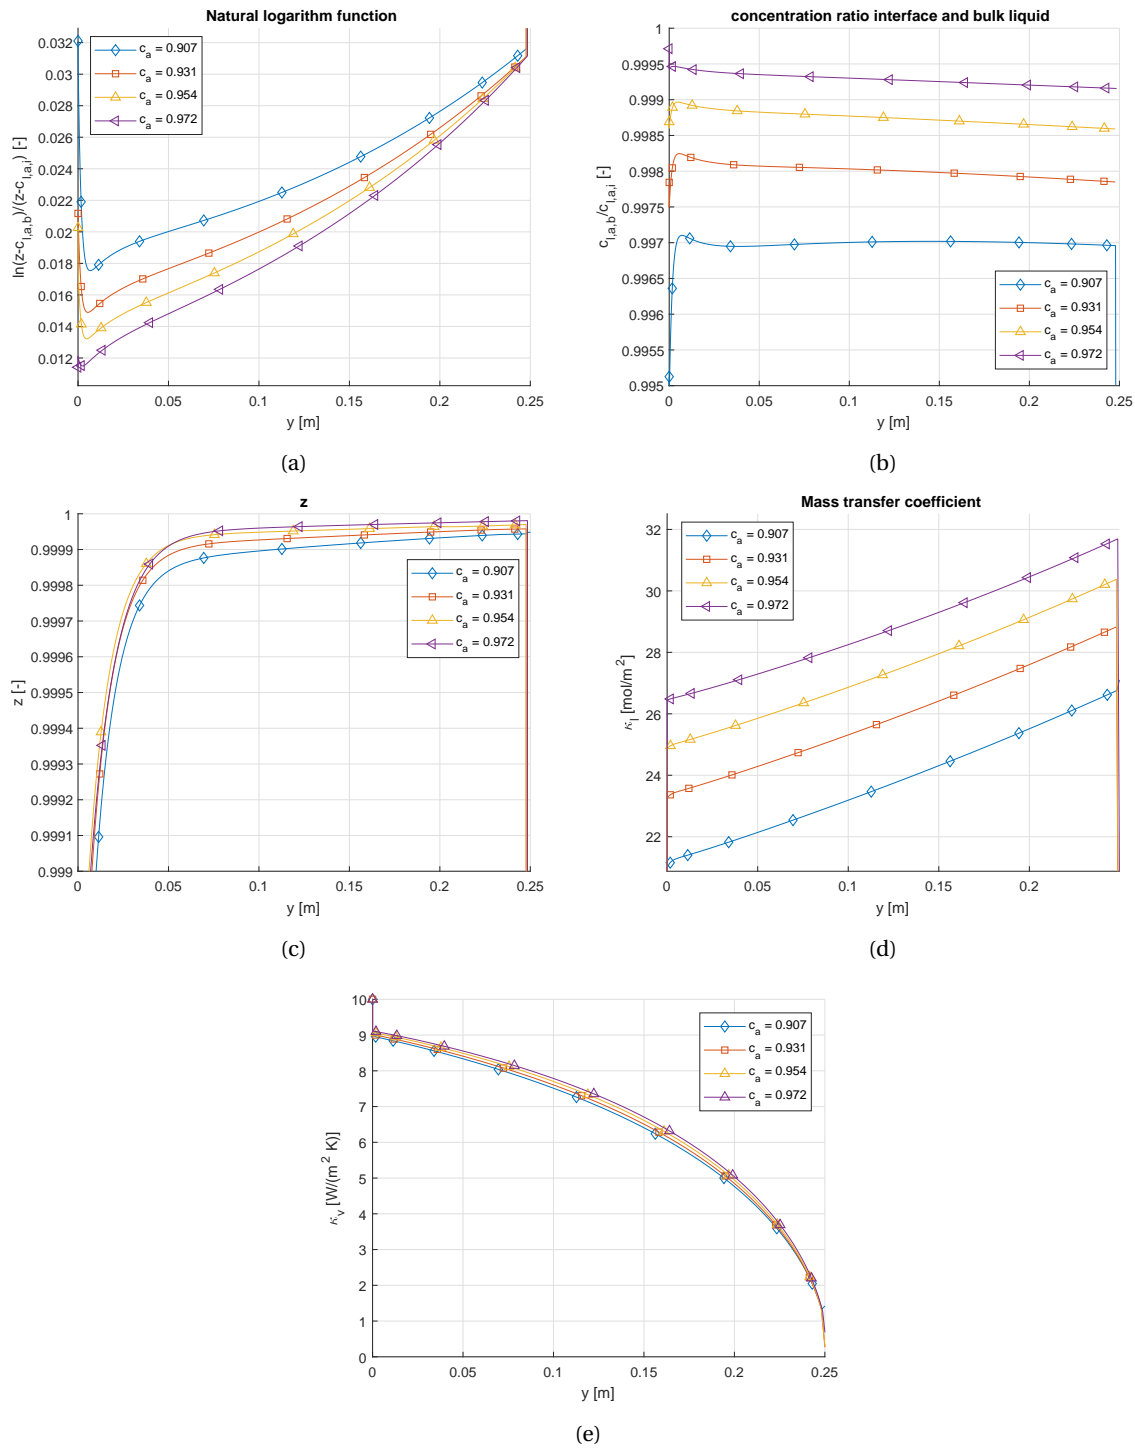 Natural logarithm function
ln(z-c_l,a,b)/(z-c_l,a,i) [-]
0.032
0.03
0.028
0.026
0.024
0.022
0.02
0.018
0.016
0.014
0.012
c_a = 0.907
c_a = 0.931
c_a = 0.954
c_a = 0.972
0 0.05 0.1 0.15 0.2 0.25
y [m]
(a)
concentration ratio interface and bulk liquid
c_l,a,b/c_l,a,i [-]
1
0.9995
0.999
0.9985
0.998
0.9975
0.997
0.9965
0.996
0.9955
0.995
c_a = 0.907
c_a = 0.931
c_a = 0.954
c_a = 0.972
0 0.05 0.1 0.15 0.2 0.25
y [m]
(b)
z
z [-]
1
0.9999
0.9998
0.9997
0.9996
0.9995
0.9994
0.9993
0.9992
0.9991
0.999
c_a = 0.907
c_a = 0.931
c_a = 0.954
c_a = 0.972
0 0.05 0.1 0.15 0.2 0.25
y [m]
(c)
Mass transfer coefficient
κ_l [mol/m²]
32
30
28
26
24
22
c_a = 0.907
c_a = 0.931
c_a = 0.954
c_a = 0.972
0 0.05 0.1 0.15 0.2 0.25
y [m]
(d)
κ_v [W/(m² K)]
10
9
8
7
6
5
4
3
2
1
0
c_a = 0.907
c_a = 0.931
c_a = 0.954
c_a = 0.972
0 0.05 0.1 0.15 0.2 0.25
y [m]
(e)